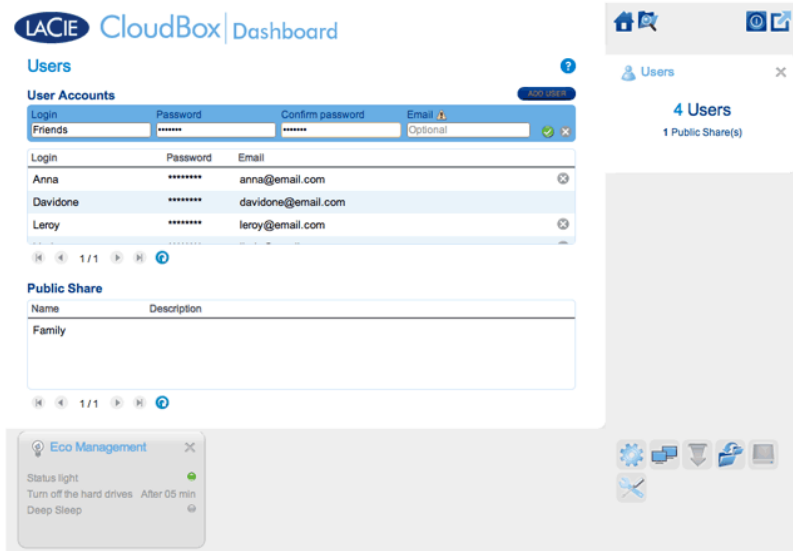 LACIE CloudBox Dashboard
Users
User Accounts
ADD USER
Login Password Confirm password Email
Friends ••••••• ••••••• Optional
Login Password Email
Anna ******** anna@email.com
Davidone ******** davidone@email.com
Leroy ******** leroy@email.com
1/1
Public Share
Name Description
Family
1/1
Users
4 Users
1 Public Share(s)
Eco Management
Status light
Turn off the hard drives After 05 min
Deep Sleep